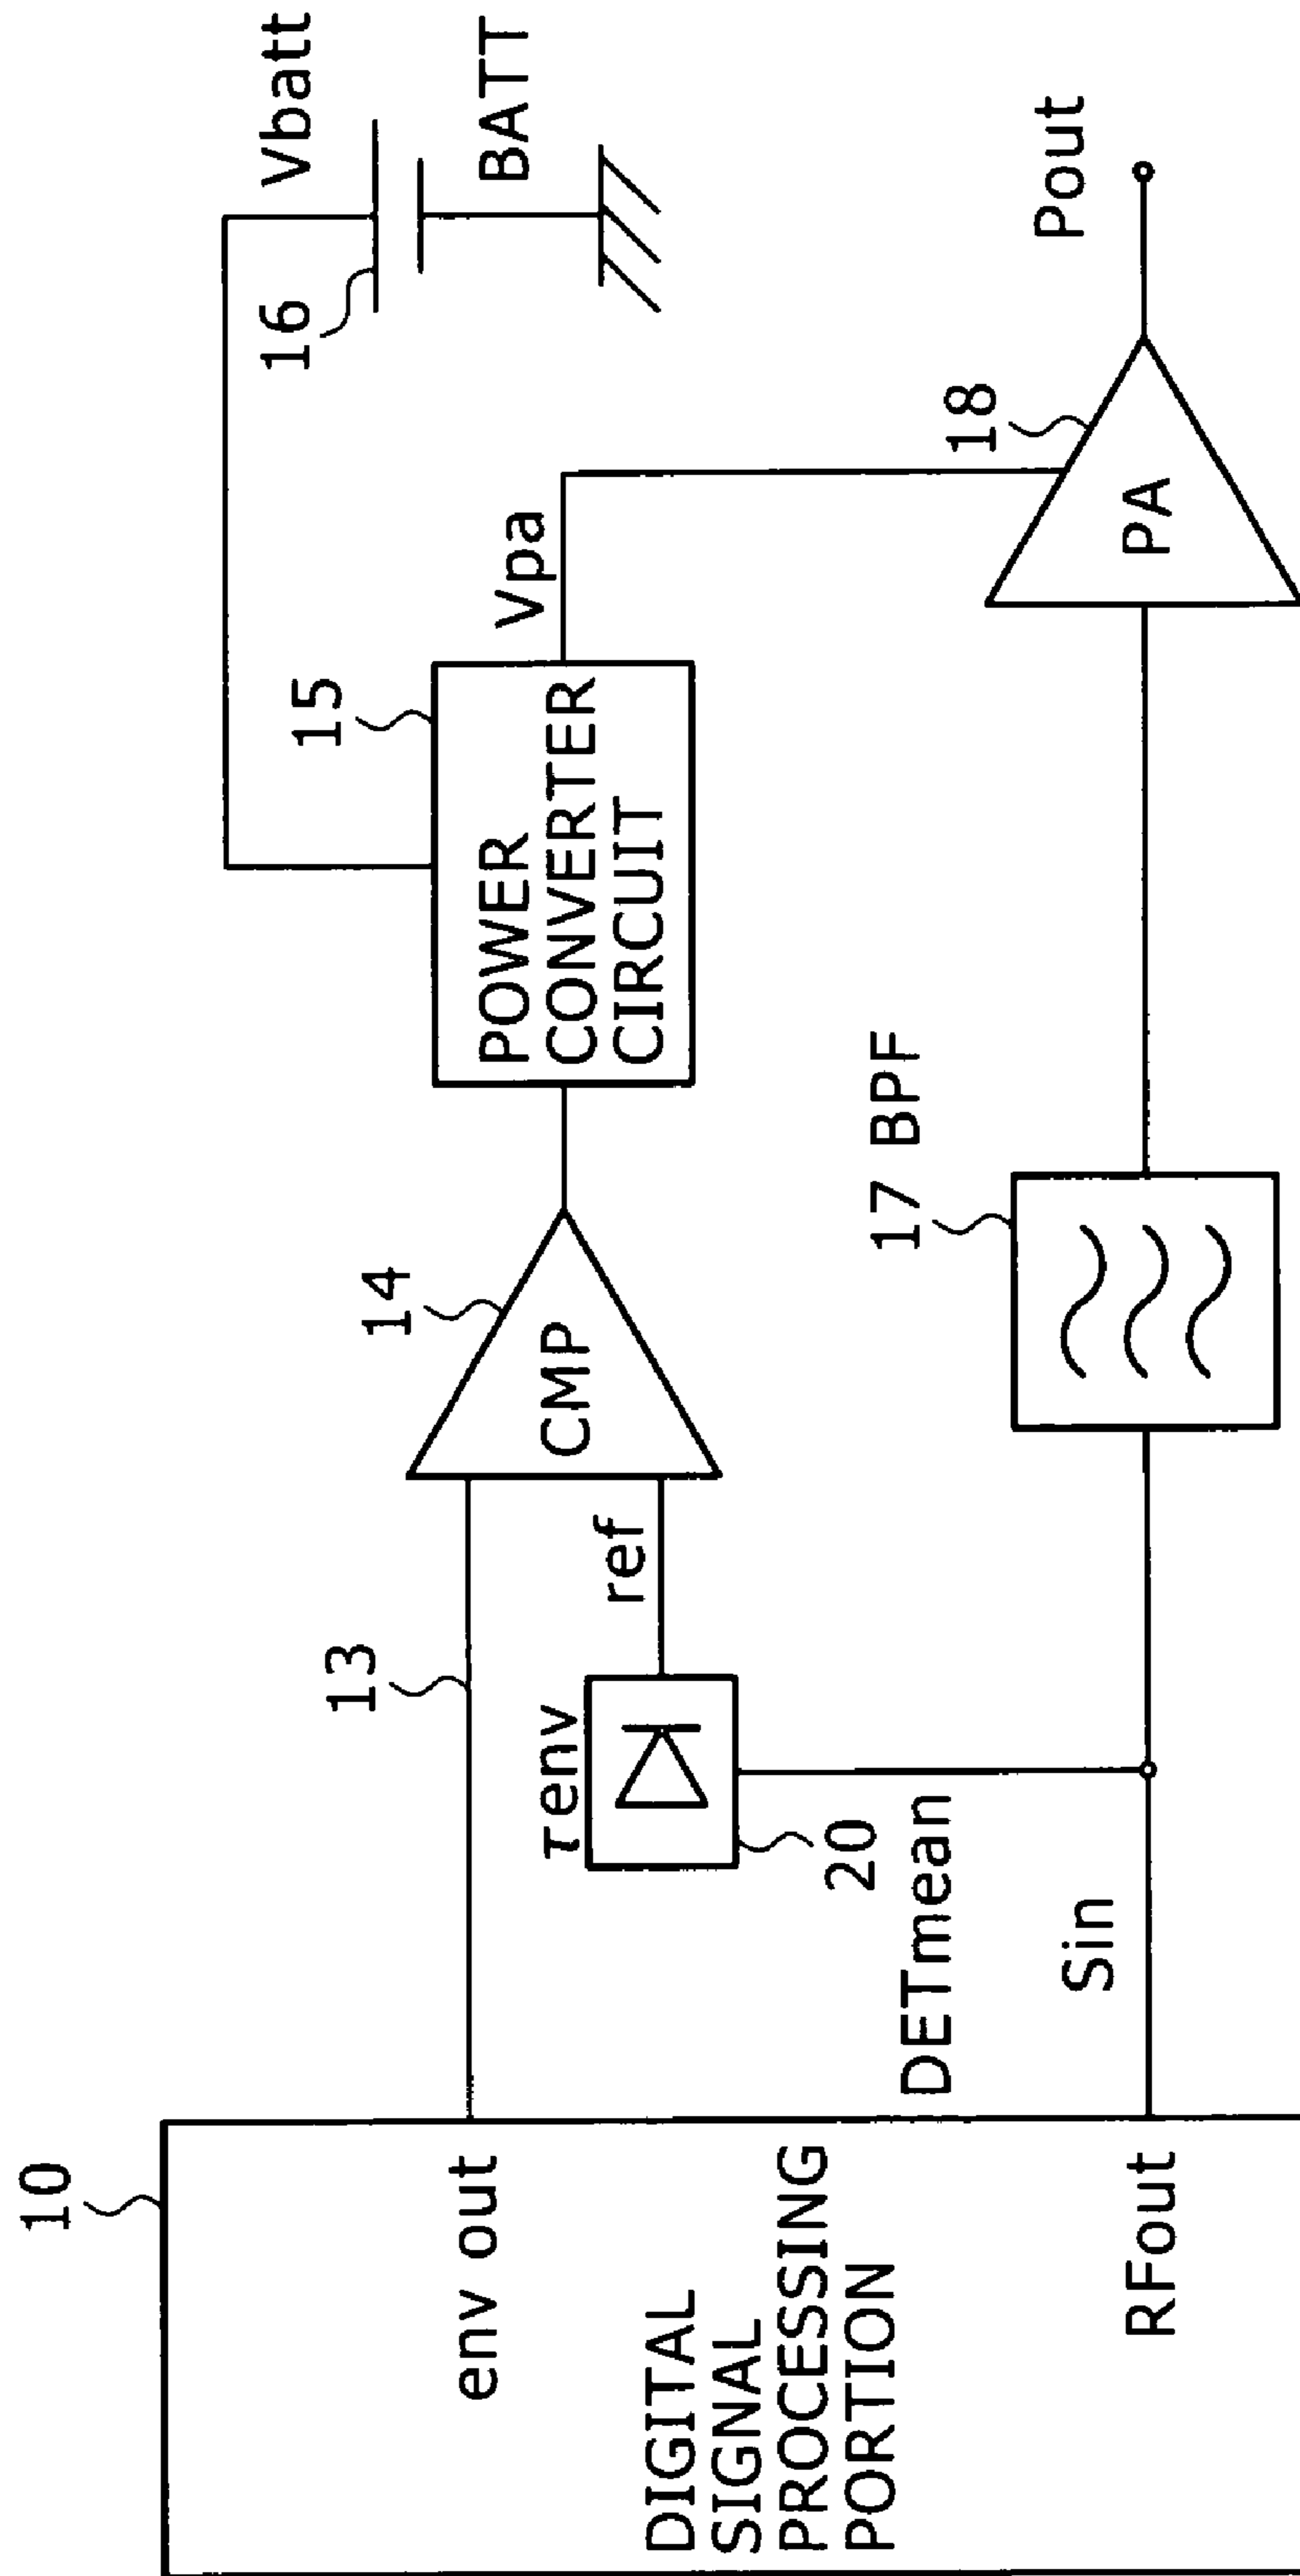 10
env out
DIGITAL
SIGNAL
PROCESSING
PORTION
RFout
13
τenv
ref
20
DETmean
Sin
14
CMP
17 BPF
15
POWER
CONVERTER
CIRCUIT
Vpa
16
Vbatt
BATT
18
PA
Pout